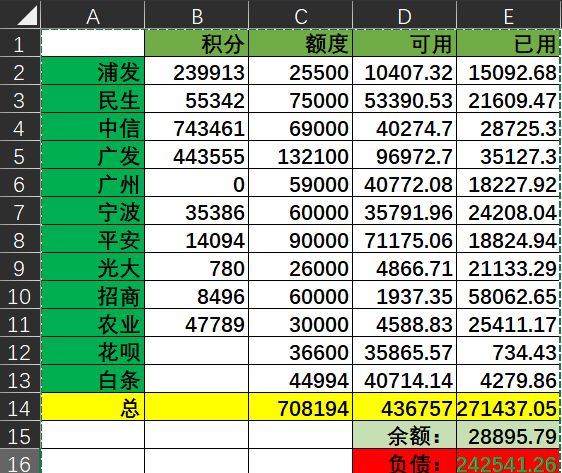 A B C D E
1 积分 额度 可用 已用
2 浦发 239913 25500 10407.32 15092.68
3 民生 55342 75000 53390.53 21609.47
4 中信 743461 69000 40274.7 28725.3
5 广发 443555 132100 96972.7 35127.3
6 广州 0 59000 40772.08 18227.92
7 宁波 35386 60000 35791.96 24208.04
8 平安 14094 90000 71175.06 18824.94
9 光大 780 26000 4866.71 21133.29
10 招商 8496 60000 1937.35 58062.65
11 农业 47789 30000 4588.83 25411.17
12 花呗 36600 35865.57 734.43
13 白条 44994 40714.14 4279.86
14 总 708194 436757 271437.05
15 余额： 28895.79
16 负债： 242541.26